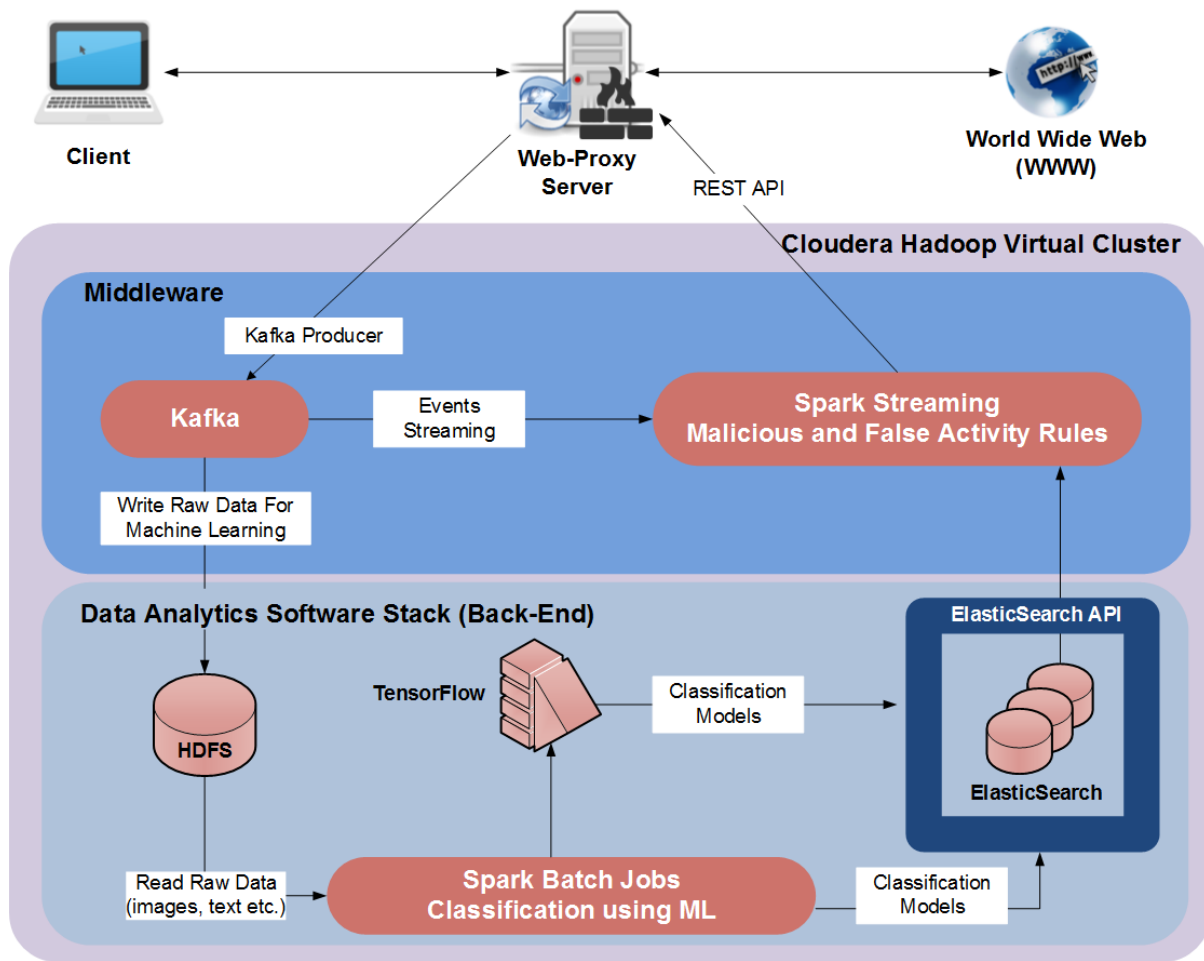 Client
Web-Proxy
Server
http://www
World Wide Web
(WWW)
REST API
Cloudera Hadoop Virtual Cluster
Middleware
Kafka Producer
Kafka
Events
Streaming
Spark Streaming
Malicious and False Activity Rules
Write Raw Data For
Machine Learning
Data Analytics Software Stack (Back-End)
ElasticSearch API
TensorFlow
Classification
Models
HDFS
ElasticSearch
Read Raw Data
(images, text etc.)
Spark Batch Jobs
Classification using ML
Classification
Models